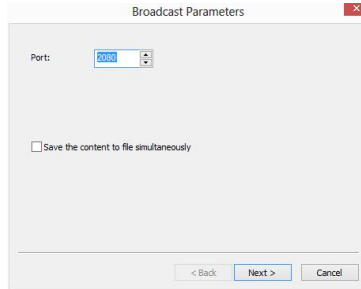 Broadcast Parameters
Port: 2080
Save the content to file simultaneously
< Back Next > Cancel